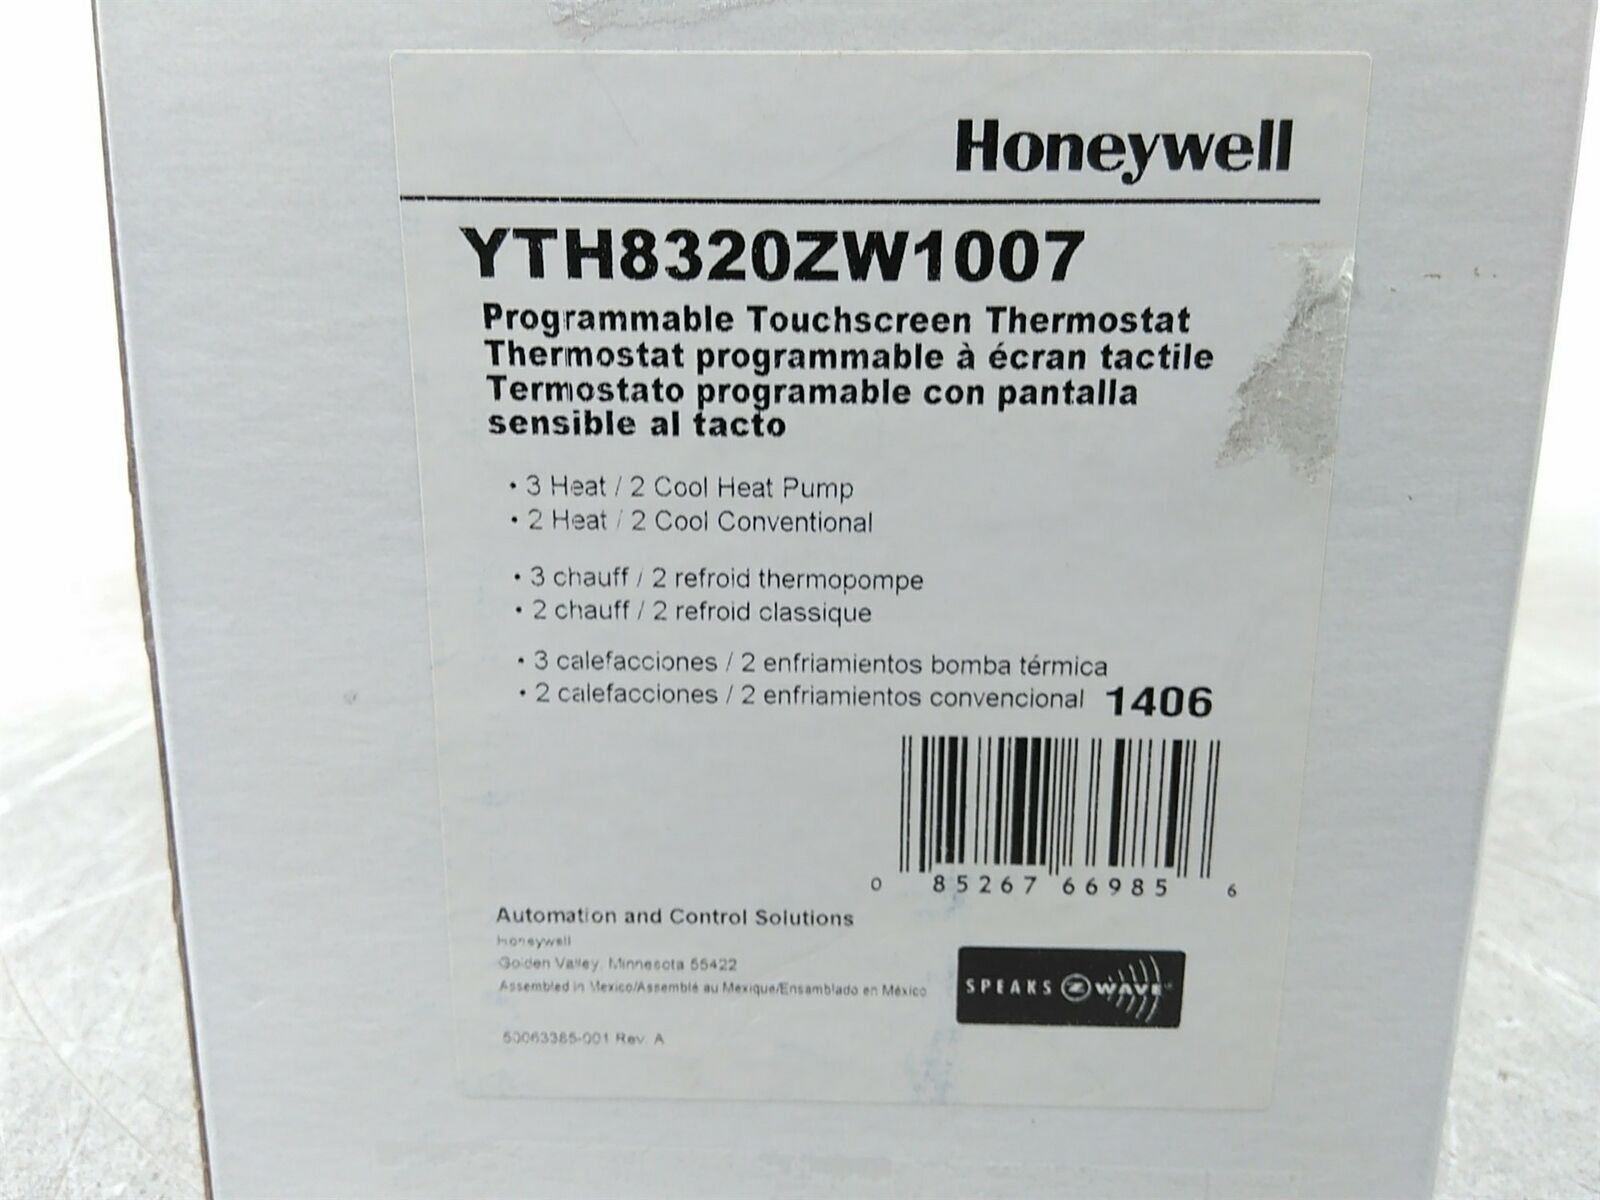 Honeywell
YTH8320ZW1007
Programmable Touchscreen Thermostat
Thermostat programmable à écran tactile
Termostato programable con pantalla
sensible al tacto
• 3 Heat / 2 Cool Heat Pump
• 2 Heat / 2 Cool Conventional
• 3 chauff / 2 refroid thermopompe
• 2 chauff / 2 refroid classique
• 3 calefacciones / 2 enfriamientos bomba térmica
• 2 calefacciones / 2 enfriamientos convencional 1406
0 85267 66985 6
Automation and Control Solutions
Honeywell
Golden Valley, Minnesota 55422
Assembled in Mexico/Assemblé au Mexique/Ensamblado en México
SPEAKS Z WAVE
50063385-001 Rev. A